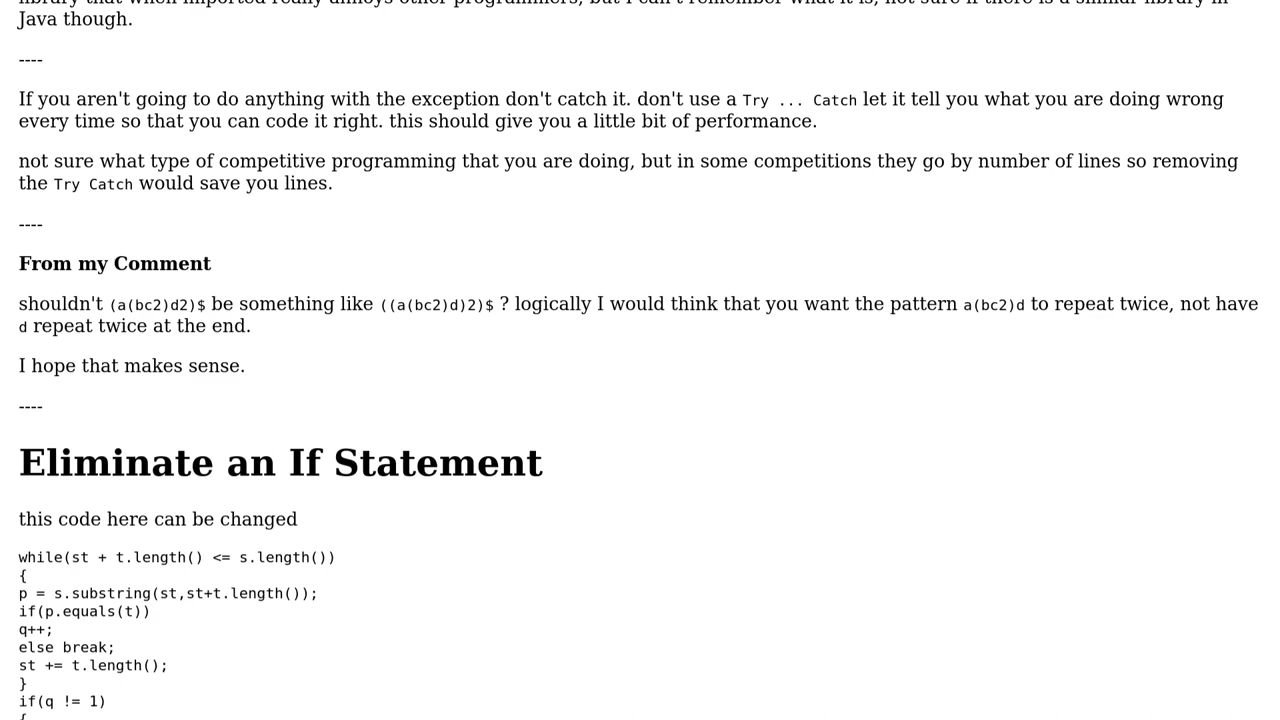 library that when imported really annoys other programmers, but I can't remember what it is, not sure if there is a similar library in
Java though.
----
If you aren't going to do anything with the exception don't catch it. don't use a Try ... Catch let it tell you what you are doing wrong
every time so that you can code it right. this should give you a little bit of performance.
not sure what type of competitive programming that you are doing, but in some competitions they go by number of lines so removing
the Try Catch would save you lines.
----
From my Comment
shouldn't (a(bc2)d2)$ be something like ((a(bc2)d)2)$ ? logically I would think that you want the pattern a(bc2)d to repeat twice, not have
d repeat twice at the end.
I hope that makes sense.
----
Eliminate an If Statement
this code here can be changed
while(st + t.length() <= s.length())
{
p = s.substring(st,st+t.length());
if(p.equals(t))
q++;
else break;
st += t.length();
}
if(q != 1)
{